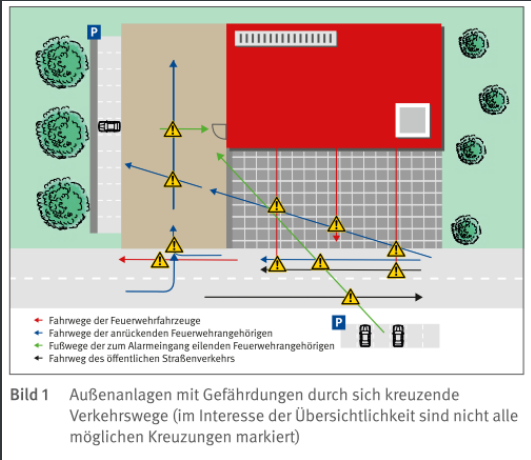 P
P
Fahrwege der Feuerwehrfahrzeuge
Fahrwege der anrückenden Feuerwehrangehörigen
Fußwege der zum Alarmeingang eilenden Feuerwehrangehörigen
Fahrweg des öffentlichen Straßenverkehrs
Bild 1 Außenanlagen mit Gefährdungen durch sich kreuzende
Verkehrswege (im Interesse der Übersichtlichkeit sind nicht alle
möglichen Kreuzungen markiert)